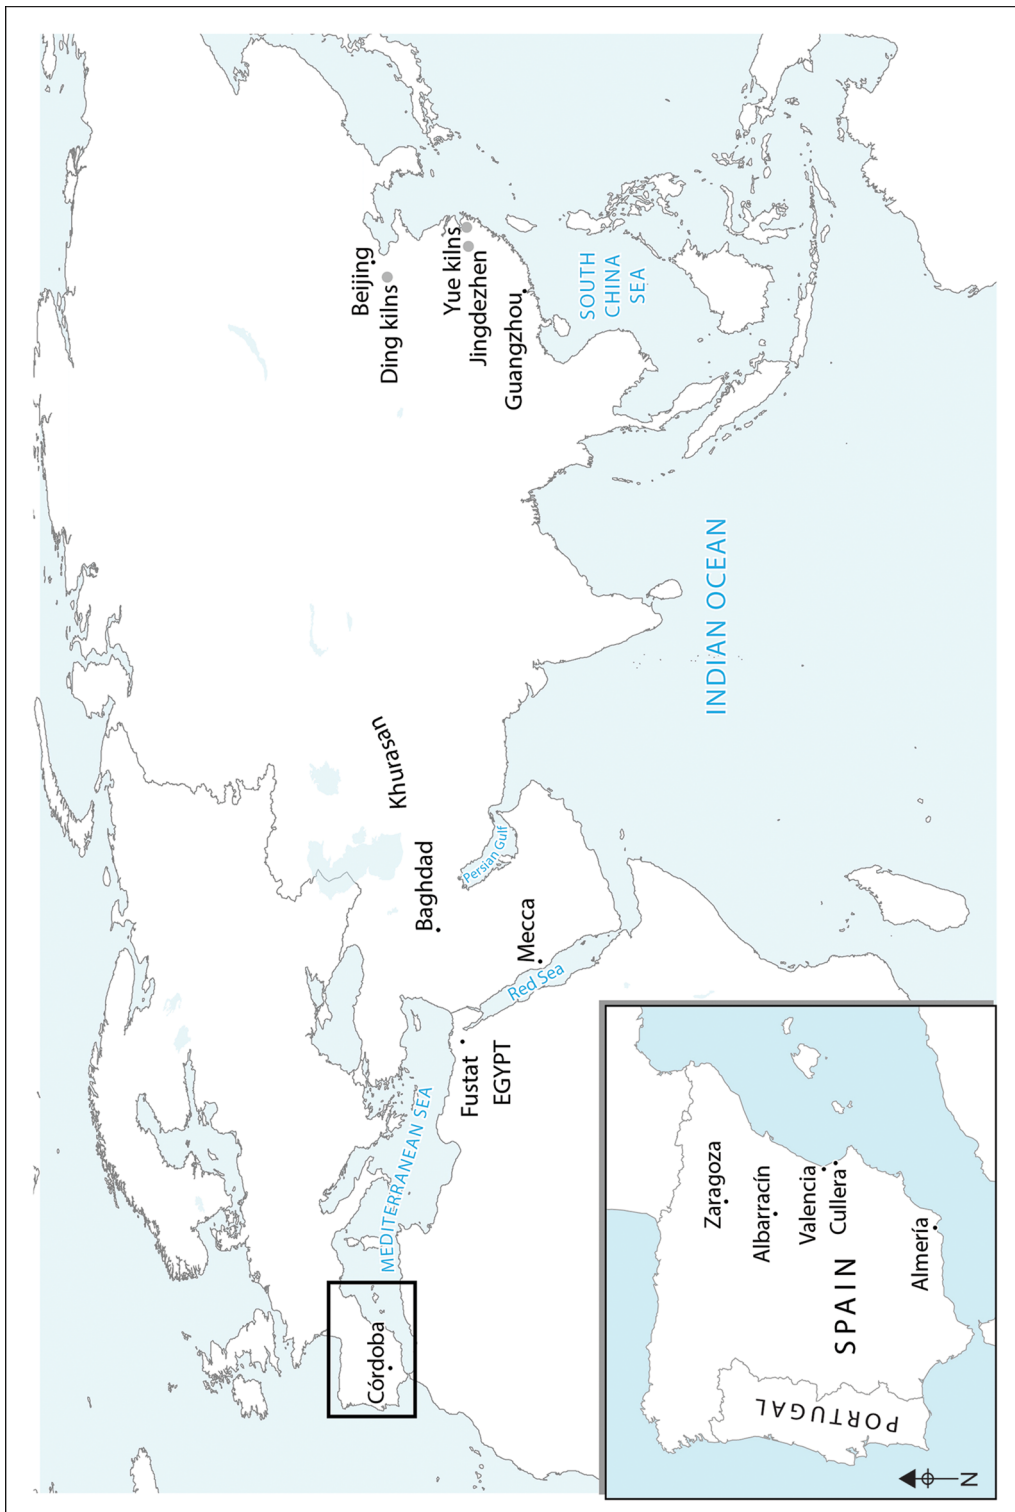 Beijing
Ding kilns
Yue kilns
Jingdezhen
Guangzhou
SOUTH
CHINA
SEA
INDIAN OCEAN
Khurasan
Baghdad
Persian Gulf
Mecca
Red Sea
Fustat
EGYPT
MEDITERRANEAN SEA
Córdoba
Zaragoza
Albarracín
Valencia
Cullera
Almería
SPAIN
PORTUGAL
N